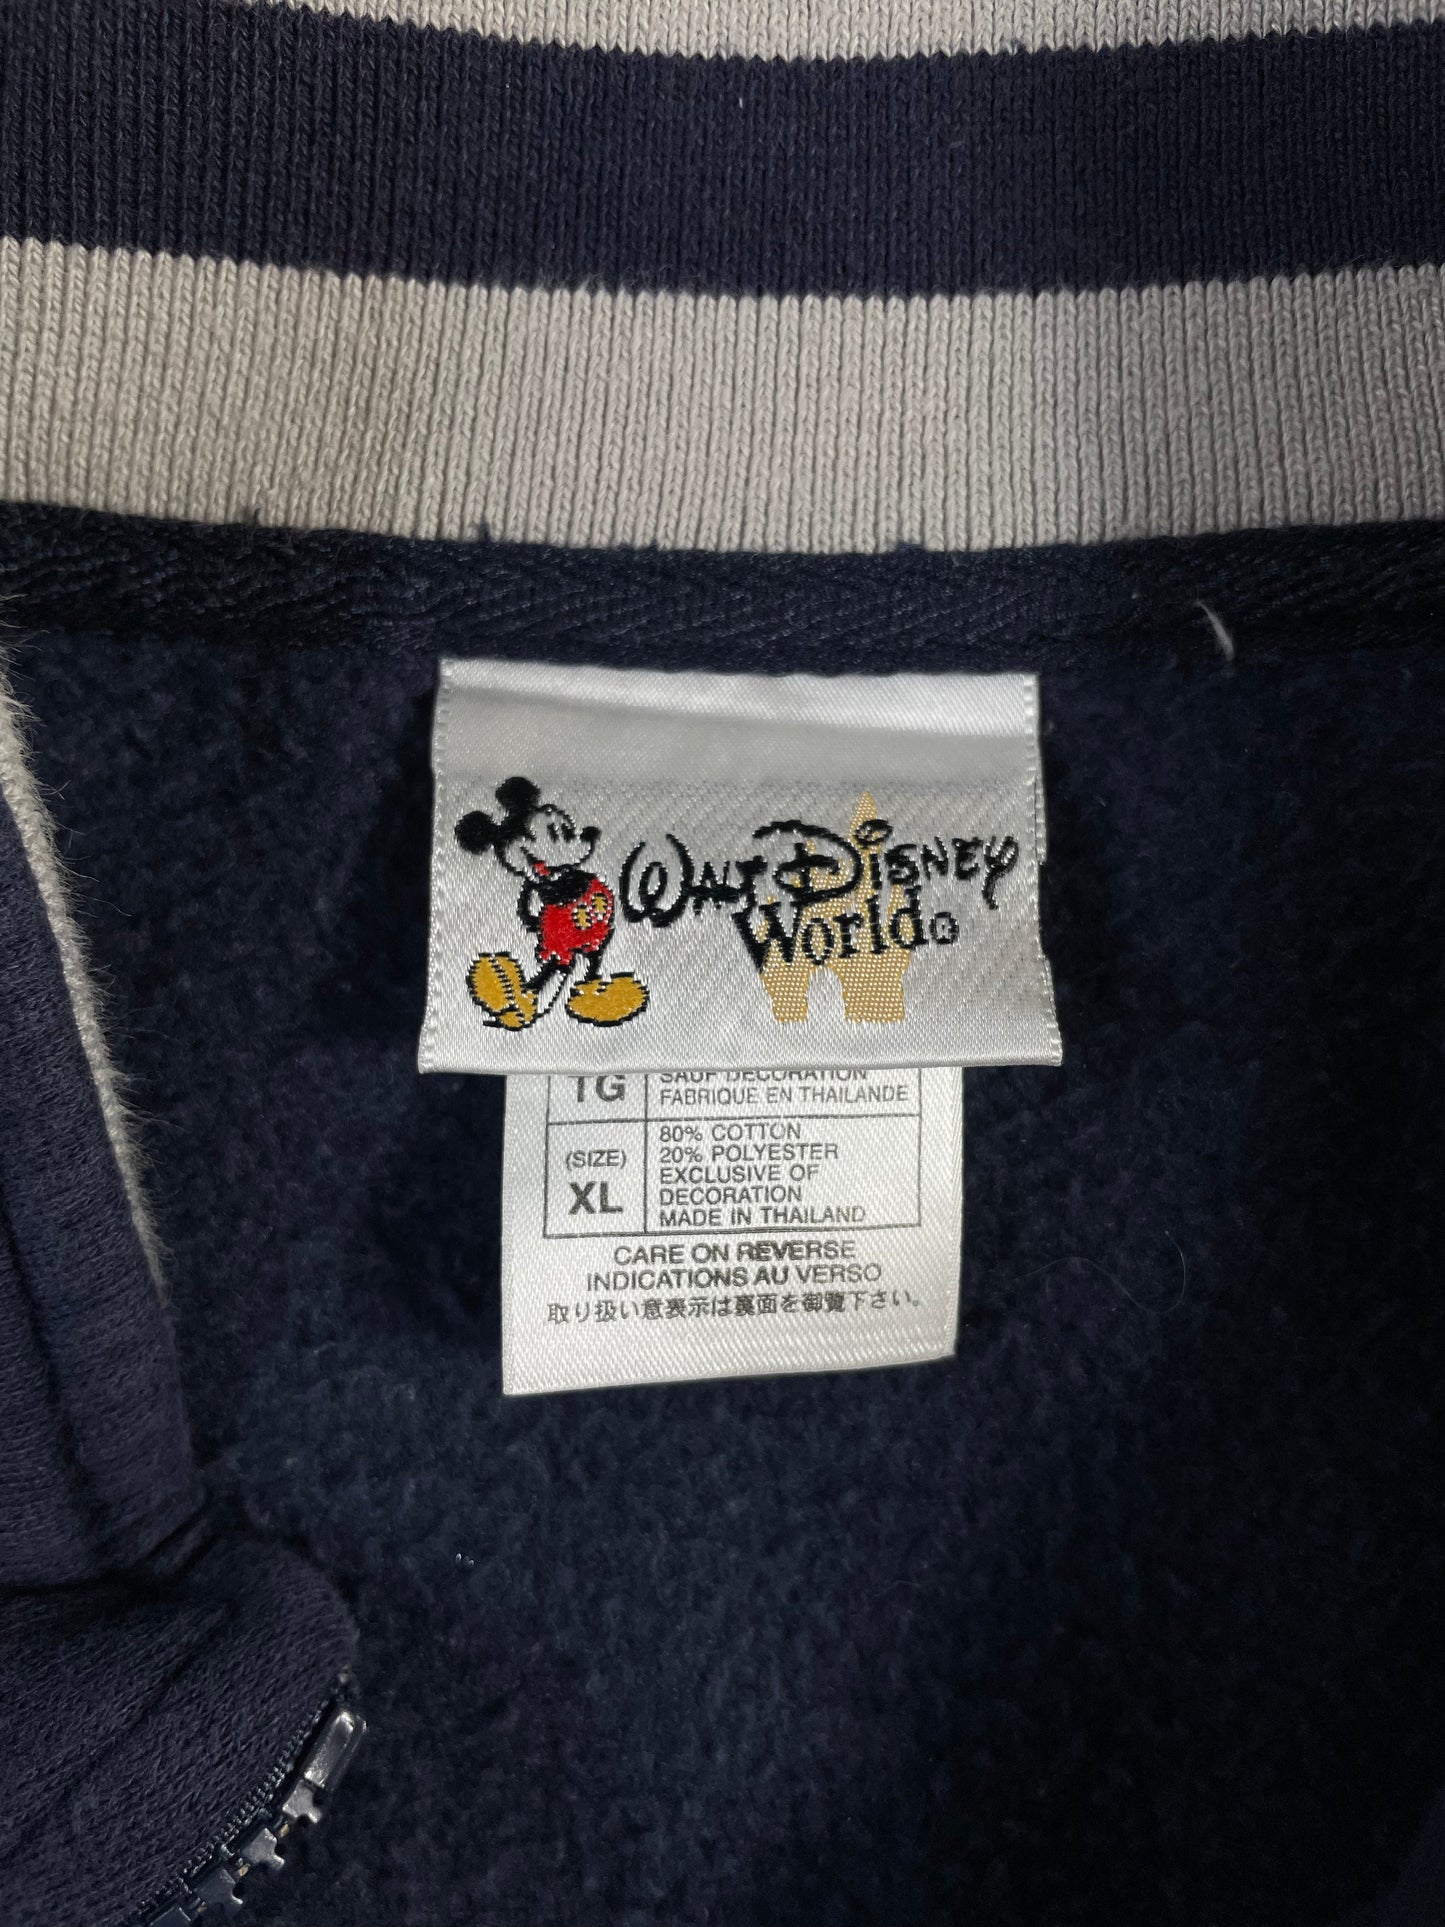 WALT DISNEY
World®
TG
SAUF DECORATION
FABRIQUE EN THAILANDE
(SIZE)
XL
80% COTTON
20% POLYESTER
EXCLUSIVE OF
DECORATION
MADE IN THAILAND
CARE ON REVERSE
INDICATIONS AU VERSO
取り扱い意表示は裏面を御覧下さい。